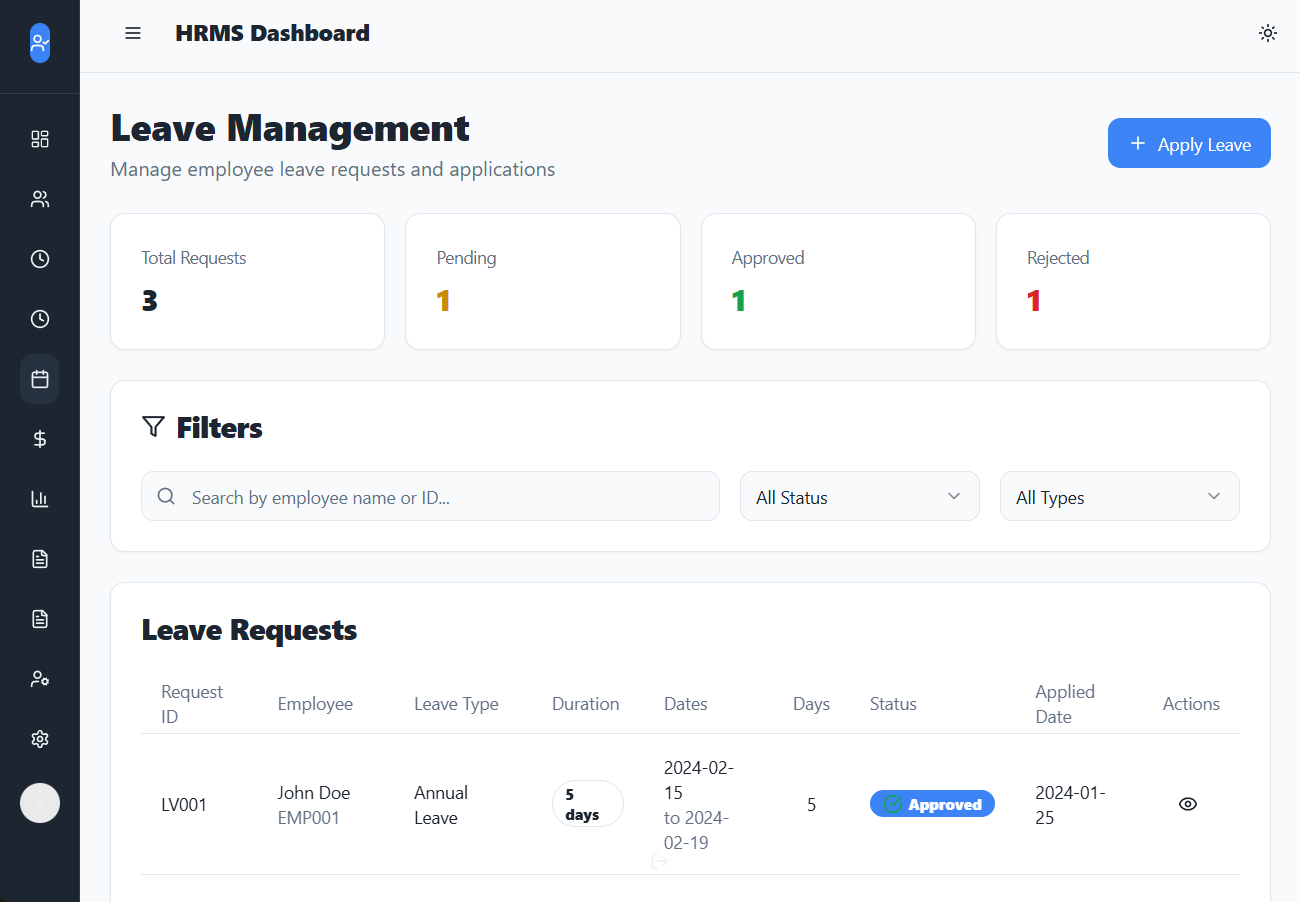 HRMS Dashboard
Leave Management
Manage employee leave requests and applications
+ Apply Leave
Total Requests
3
Pending
1
Approved
1
Rejected
1
Filters
Search by employee name or ID...
All Status
All Types
Leave Requests
Request ID
Employee
Leave Type
Duration
Dates
Days
Status
Applied Date
Actions
LV001
John Doe
EMP001
Annual
Leave
5
days
2024-02-
15
to 2024-
02-19
5
Approved
2024-01-
25